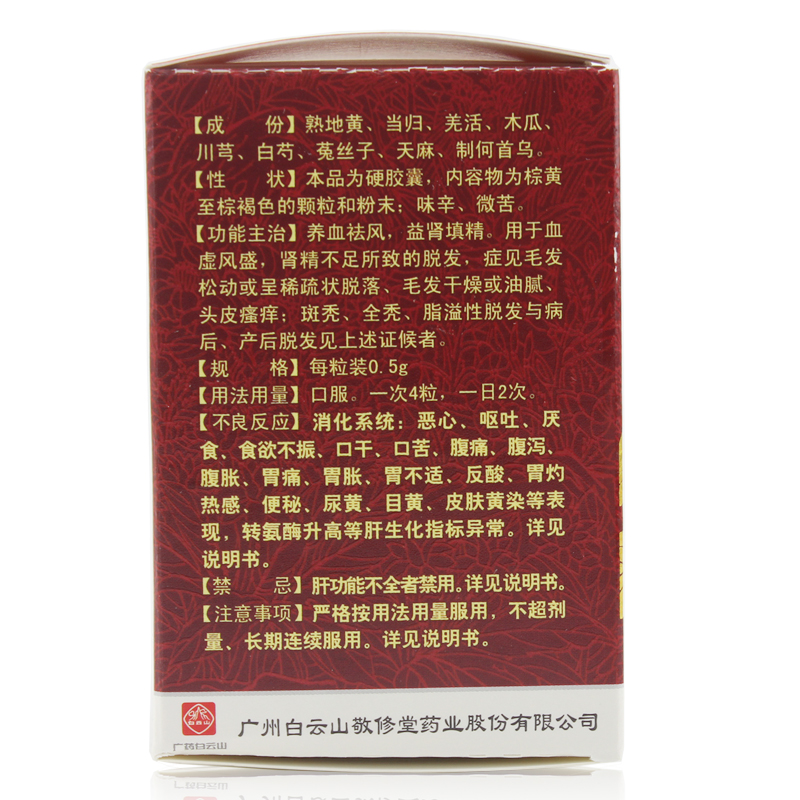 【成 份】熟地黄、当归、羌活、木瓜、
川芎、白芍、菟丝子、天麻、制何首乌。
【性 状】本品为硬胶囊，内容物为棕黄
至棕褐色的颗粒和粉末；味辛、微苦。
【功能主治】养血祛风，益肾填精。用于血
虚风盛，肾精不足所致的脱发，症见毛发
松动或呈稀疏状脱落、毛发干燥或油腻、
头皮瘙痒；斑秃、全秃、脂溢性脱发与病
后、产后脱发见上述证候者。
【规 格】每粒装0.5g
【用法用量】口服。一次4粒，一日2次。
【不良反应】消化系统：恶心、呕吐、厌
食、食欲不振、口干、口苦、腹痛、腹泻、
腹胀、胃痛、胃胀、胃不适、反酸、胃灼
热感、便秘、尿黄、目黄、皮肤黄染等表
现，转氨酶升高等肝生化指标异常。详见
说明书。
【禁 忌】肝功能不全者禁用。详见说明书。
【注意事项】严格按用法用量服用，不超剂
量、长期连续服用。详见说明书。
白云山
广药白云山
广州白云山敬修堂药业股份有限公司